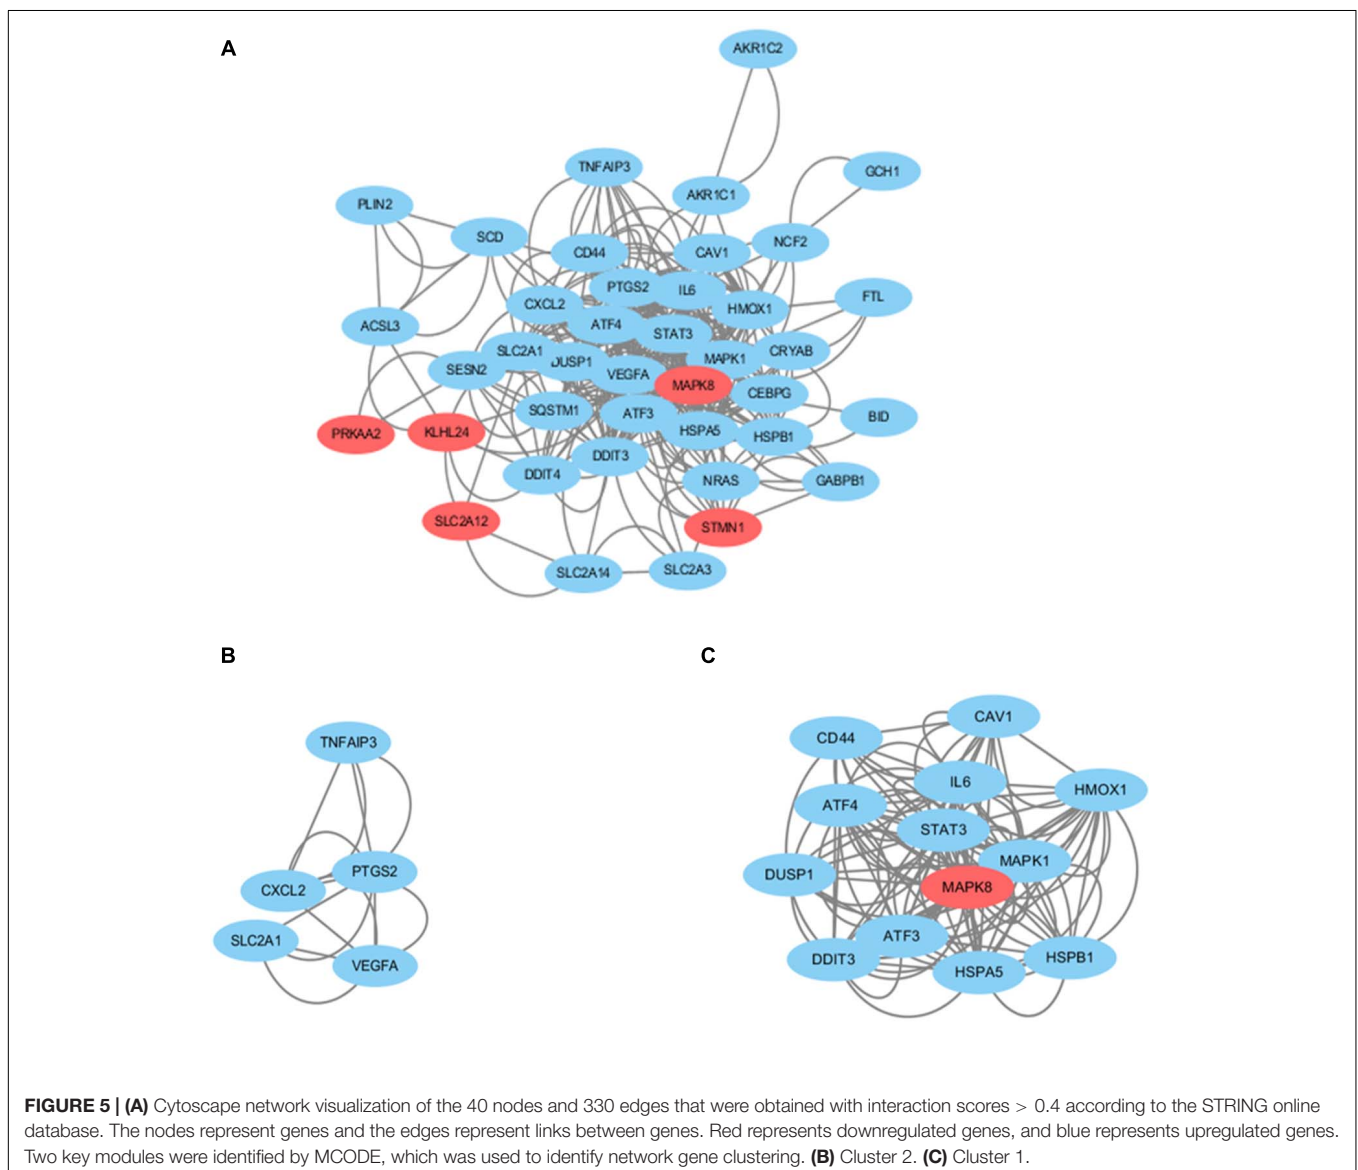 A
AKR1C2
TNFAIP3
GCH1
AKR1C1
PLIN2
SCD
NCF2
CD44
CAV1
PTGS2
IL6
FTL
CXCL2
HMOX1
ACSL3
ATF4
STAT3
SLC2A1
DUSP1
MAPK1
CRYAB
SESN2
VEGFA
MAPK8
CEBPG
SQSTM1
ATF3
BID
PRKAA2
KLHL24
HSPA5
HSPB1
DDIT3
DDIT4
NRAS
GABPB1
SLC2A12
STMN1
SLC2A14
SLC2A3
B
TNFAIP3
PTGS2
CXCL2
SLC2A1
VEGFA
C
CAV1
CD44
IL6
HMOX1
ATF4
STAT3
MAPK1
DUSP1
MAPK8
ATF3
DDIT3
HSPB1
HSPA5
FIGURE 5 | (A) Cytoscape network visualization of the 40 nodes and 330 edges that were obtained with interaction scores > 0.4 according to the STRING online
database. The nodes represent genes and the edges represent links between genes. Red represents downregulated genes, and blue represents upregulated genes.
Two key modules were identified by MCODE, which was used to identify network gene clustering. (B) Cluster 2. (C) Cluster 1.